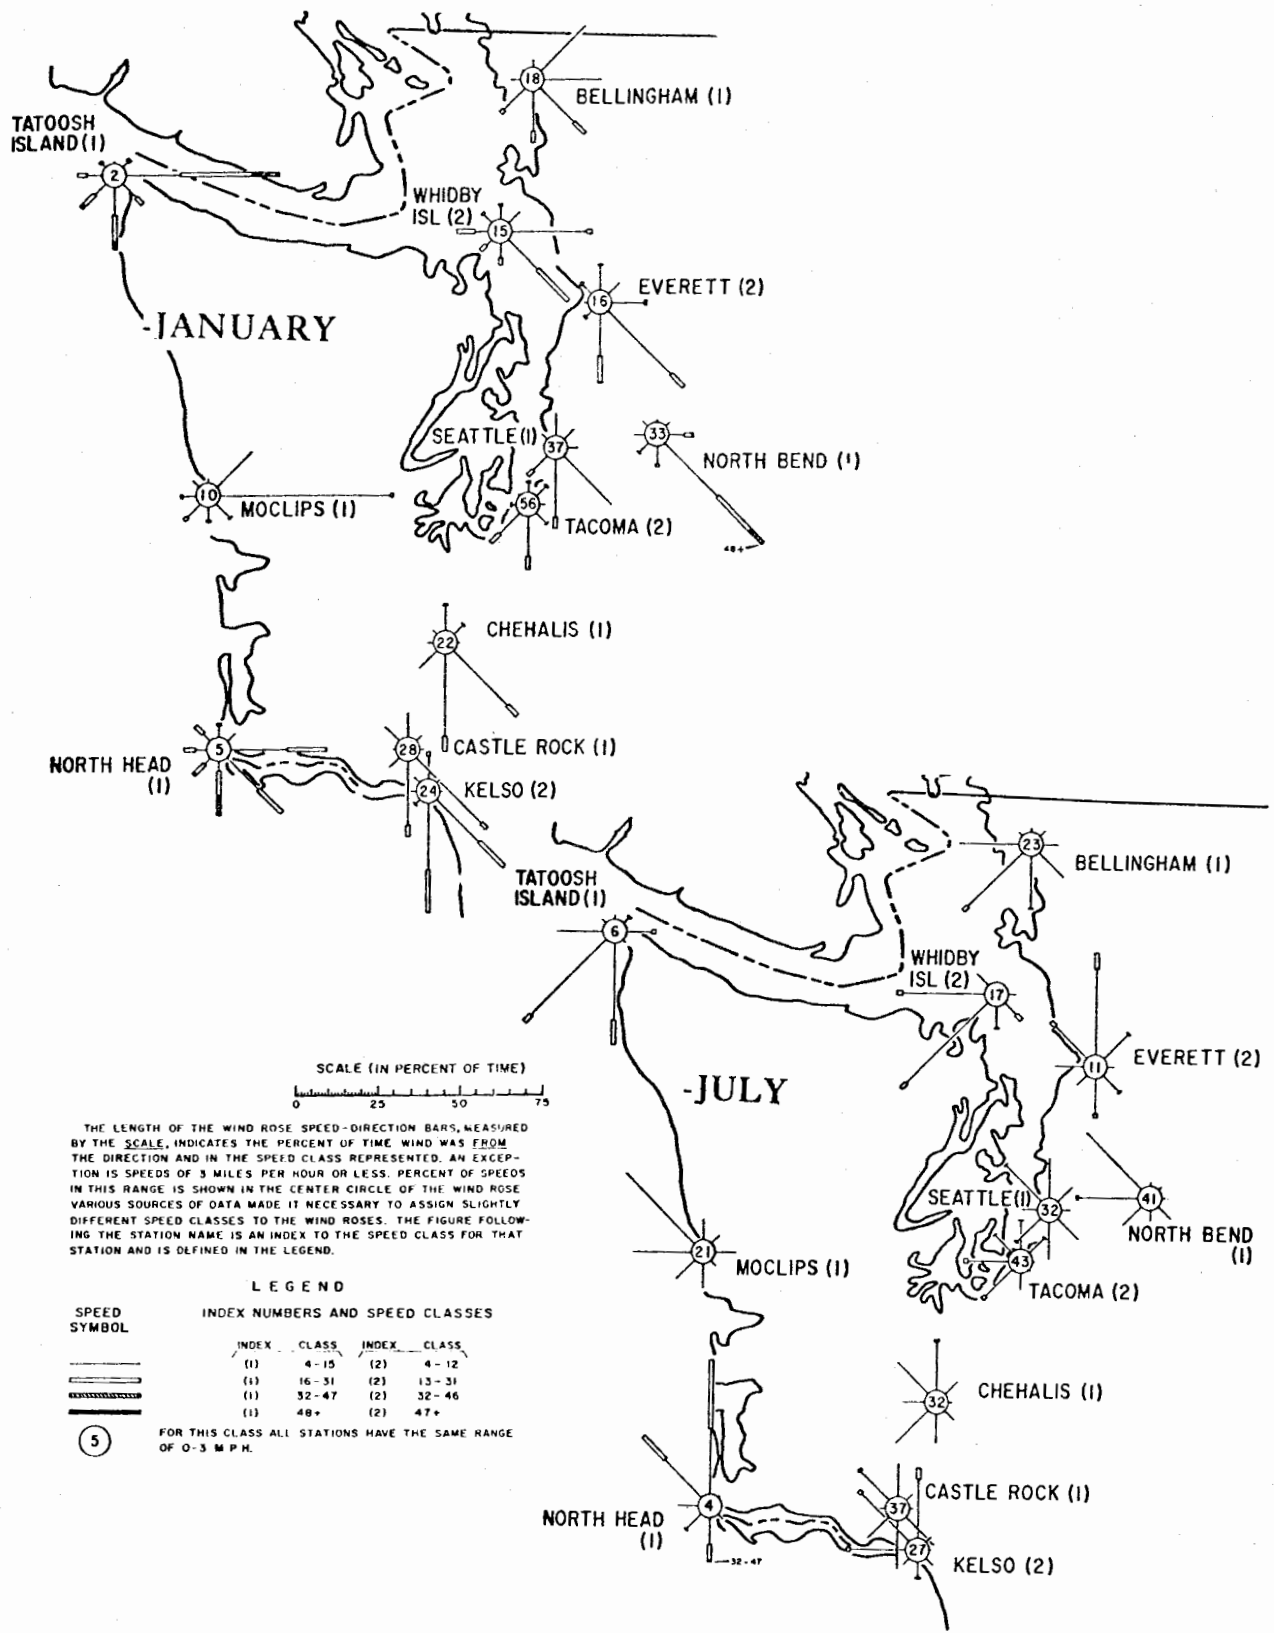 18
BELLINGHAM (1)
TATOOSH
ISLAND(1)
2
WHIDBY
ISL (2)
15
EVERETT (2)
16
-JANUARY
SEATTLE(1)
37
33
NORTH BEND (1)
10
MOCLIPS (1)
56
TACOMA (2)
48+
CHEHALIS (1)
22
5
28
CASTLE ROCK (1)
NORTH HEAD
(1)
24
KELSO (2)
23
BELLINGHAM (1)
TATOOSH
ISLAND(1)
6
WHIDBY
ISL (2)
17
EVERETT (2)
11
-JULY
SEATTLE(1)
32
41
NORTH BEND
(1)
21
MOCLIPS (1)
43
TACOMA (2)
CHEHALIS (1)
32
CASTLE ROCK (1)
37
4
NORTH HEAD
(1)
32-47
27
KELSO (2)
SCALE (IN PERCENT OF TIME)
0 25 50 75
THE LENGTH OF THE WIND ROSE SPEED-DIRECTION BARS, MEASURED
BY THE SCALE, INDICATES THE PERCENT OF TIME WIND WAS FROM
THE DIRECTION AND IN THE SPEED CLASS REPRESENTED. AN EXCEP-
TION IS SPEEDS OF 3 MILES PER HOUR OR LESS. PERCENT OF SPEEDS
IN THIS RANGE IS SHOWN IN THE CENTER CIRCLE OF THE WIND ROSE
VARIOUS SOURCES OF DATA MADE IT NECESSARY TO ASSIGN SLIGHTLY
DIFFERENT SPEED CLASSES TO THE WIND ROSES. THE FIGURE FOLLOW-
ING THE STATION NAME IS AN INDEX TO THE SPEED CLASS FOR THAT
STATION AND IS DEFINED IN THE LEGEND.
LEGEND
SPEED
SYMBOL
INDEX NUMBERS AND SPEED CLASSES
INDEX CLASS INDEX CLASS
(1) 4-15 (2) 4-12
(1) 16-31 (2) 13-31
(1) 32-47 (2) 32-46
(1) 48+ (2) 47+
5
FOR THIS CLASS ALL STATIONS HAVE THE SAME RANGE
OF 0-3 M P H.